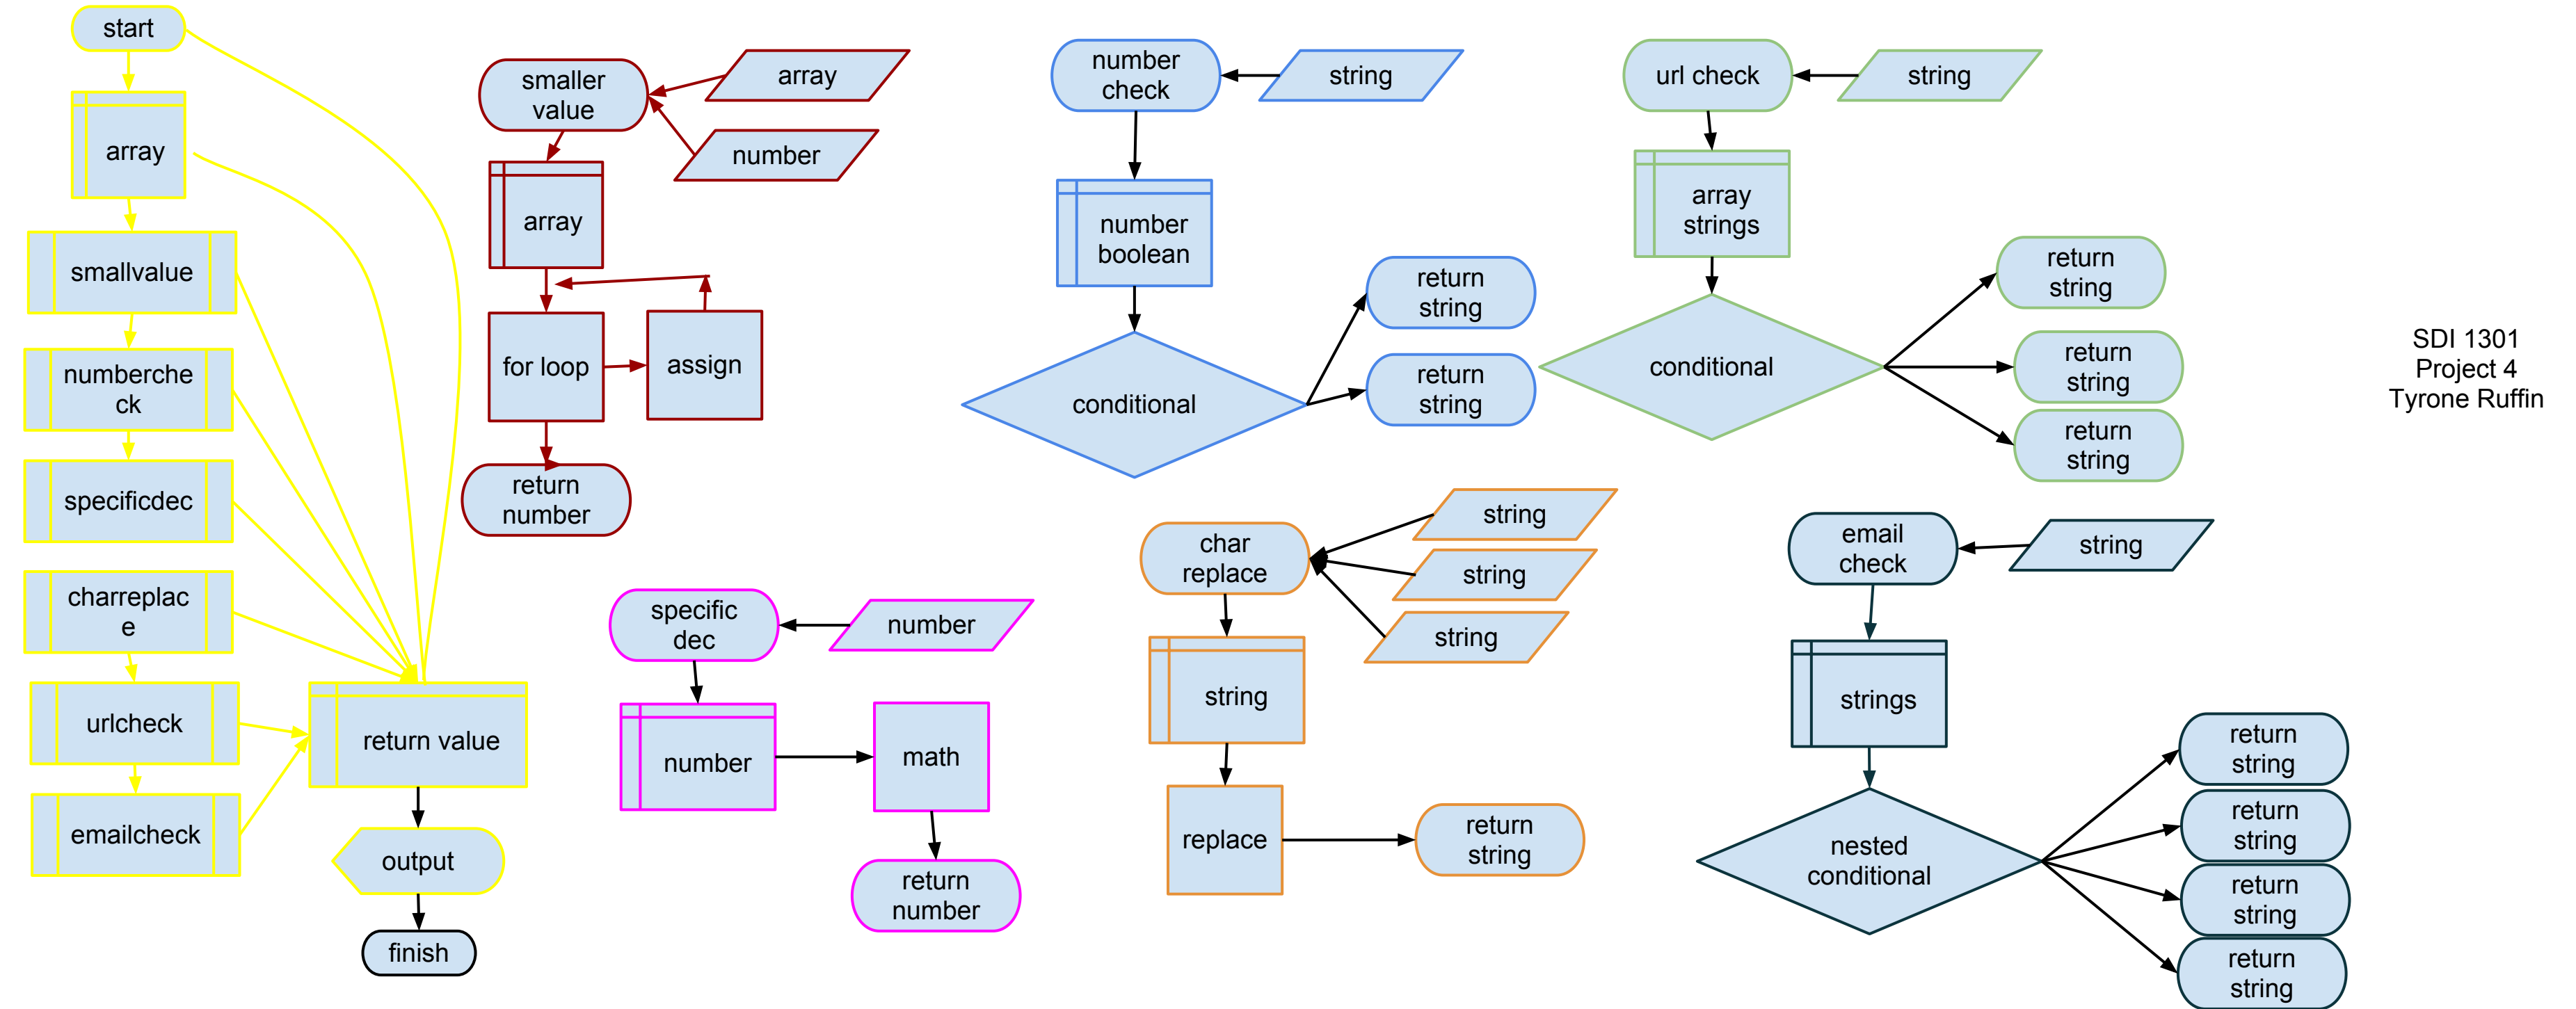 start
array
smallvalue
numberche
ck
specificdec
charreplac
e
urlcheck
emailcheck
return value
output
finish
smaller
value
array
number
array
for loop
assign
return
number
specific
dec
number
number
math
return
number
number
check
string
number
boolean
conditional
return
string
return
string
char
replace
string
string
string
string
replace
return
string
url check
string
array
strings
conditional
return
string
return
string
return
string
email
check
string
strings
nested
conditional
return
string
return
string
return
string
return
string
SDI 1301
Project 4
Tyrone Ruffin